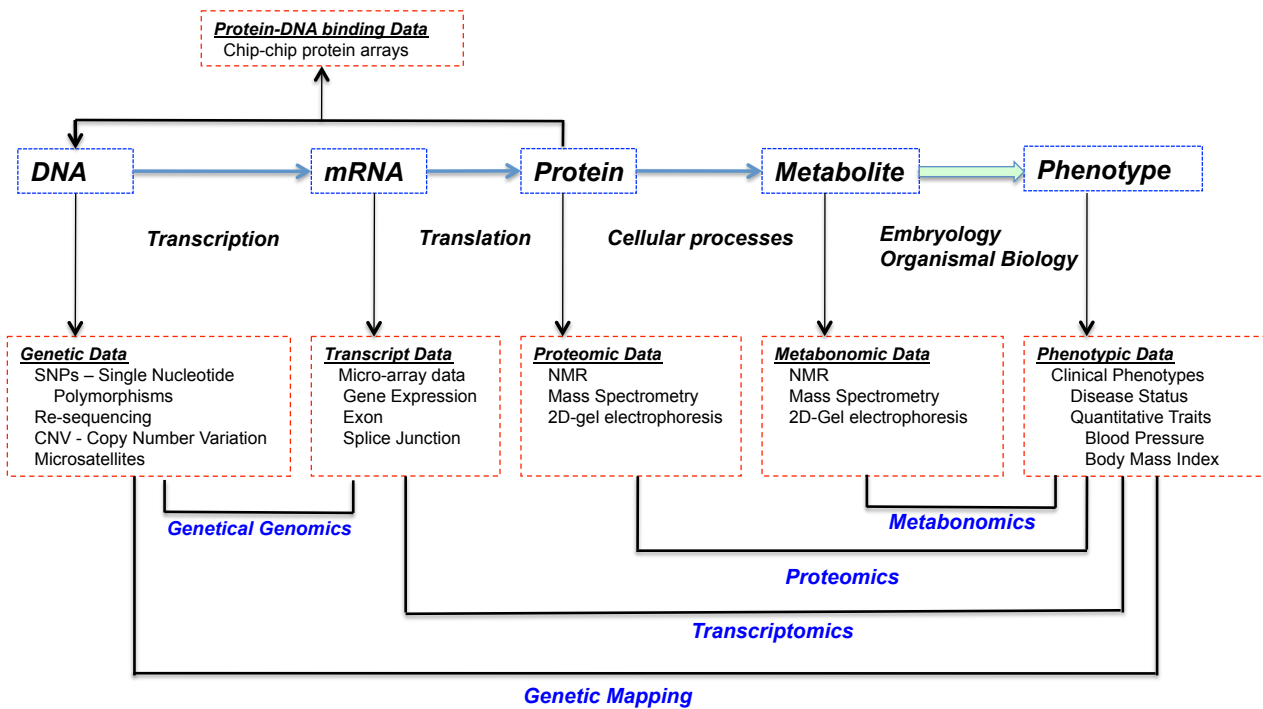 Protein-DNA binding Data
Chip-chip protein arrays
DNA
mRNA
Protein
Metabolite
Phenotype
Transcription
Translation
Cellular processes
Embryology
Organismal Biology
Genetic Data
SNPs – Single Nucleotide
Polymorphisms
Re-sequencing
CNV - Copy Number Variation
Microsatellites
Transcript Data
Micro-array data
Gene Expression
Exon
Splice Junction
Proteomic Data
NMR
Mass Spectrometry
2D-gel electrophoresis
Metabonomic Data
NMR
Mass Spectrometry
2D-Gel electrophoresis
Phenotypic Data
Clinical Phenotypes
Disease Status
Quantitative Traits
Blood Pressure
Body Mass Index
Genetical Genomics
Metabonomics
Proteomics
Transcriptomics
Genetic Mapping